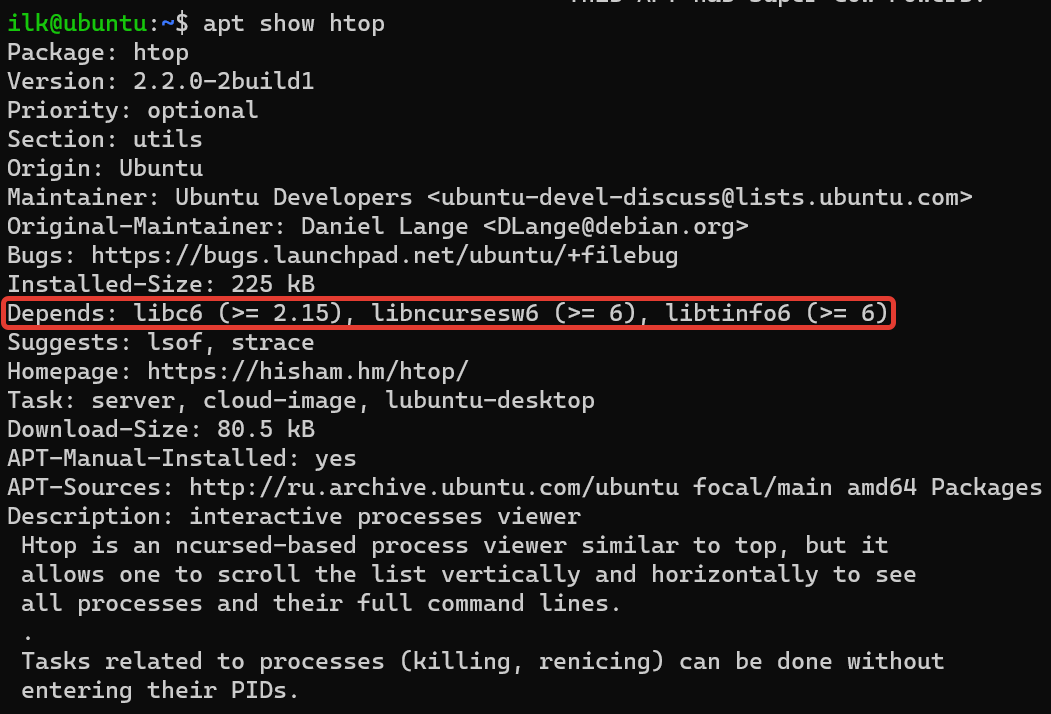 This APT has Super Cow Powers.
ilk@ubuntu:~$ apt show htop
Package: htop
Version: 2.2.0-2build1
Priority: optional
Section: utils
Origin: Ubuntu
Maintainer: Ubuntu Developers <ubuntu-devel-discuss@lists.ubuntu.com>
Original-Maintainer: Daniel Lange <DLange@debian.org>
Bugs: https://bugs.launchpad.net/ubuntu/+filebug
Installed-Size: 225 kB
Depends: libc6 (>= 2.15), libncursesw6 (>= 6), libtinfo6 (>= 6)
Suggests: lsof, strace
Homepage: https://hisham.hm/htop/
Task: server, cloud-image, lubuntu-desktop
Download-Size: 80.5 kB
APT-Manual-Installed: yes
APT-Sources: http://ru.archive.ubuntu.com/ubuntu focal/main amd64 Packages
Description: interactive processes viewer
 Htop is an ncursed-based process viewer similar to top, but it
 allows one to scroll the list vertically and horizontally to see
 all processes and their full command lines.
 .
 Tasks related to processes (killing, renicing) can be done without
 entering their PIDs.